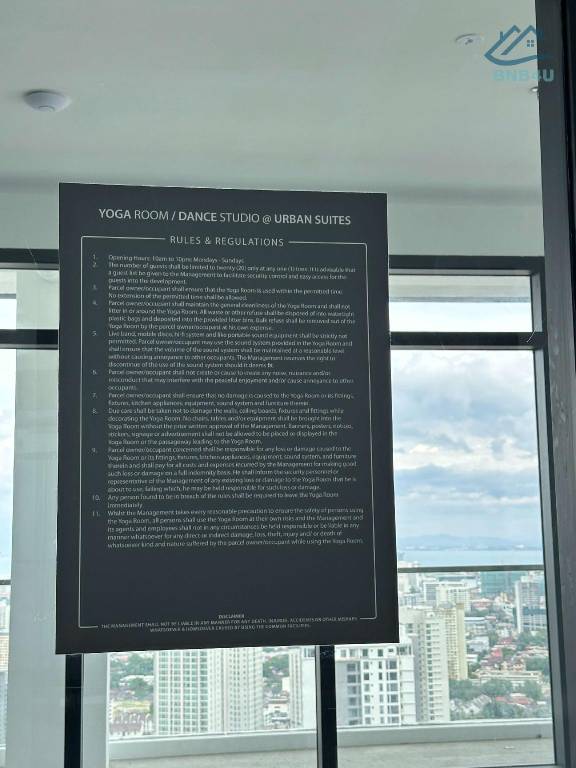 BNB4U
YOGA ROOM / DANCE STUDIO @ URBAN SUITES
RULES & REGULATIONS
1. Opening Hours: 10am to 10pm Mondays - Sundays
2. The number of guests shall be limited to twenty (20) only at any one (1) time. It is advisable that
a guest list be given to the Management to facilitate security control and easy access for the
guests into the development.
3. Parcel owner/occupant shall ensure that the Yoga Room is used within the permitted time.
No extension of the permitted time shall be allowed.
4. Parcel owner/occupant shall maintain the general cleanliness of the Yoga Room and shall not
litter in or around the Yoga Room. All waste or other refuse shall be disposed of into watertight
plastic bags and deposited into the provided litter bins. Bulk refuse shall be removed out of the
Yoga Room by the parcel owner/occupant at his own expense.
5. Live band, mobile disco, hi-fi system and like portable sound equipment shall be strictly not
permitted. Parcel owner/occupant may use the sound system provided in the Yoga Room and
shall ensure that the volume of the sound system shall be maintained at a reasonable level
without causing annoyance to other occupants. The Management reserves the right to
discontinue of the use of the sound system should it deems fit.
6. Parcel owner/occupant shall not create or cause to create any noise, nuisance and/or
misconduct that may interfere with the peaceful enjoyment and/or cause annoyance to other
occupants.
7. Parcel owner/occupant shall ensure that no damage is caused to the Yoga Room or its fittings,
fixtures, kitchen appliances, equipment, sound system and furniture therein.
8. Due care shall be taken not to damage the walls, ceiling boards, fixtures and fittings while
decorating the Yoga Room. No chairs, tables and/or equipment shall be brought into the
Yoga Room without the prior written approval of the Management. Banners, posters, notices,
stickers, signage or advertisement shall not be allowed to be placed or displayed in the
Yoga Room or the passageway leading to the Yoga Room.
9. Parcel owner/occupant concerned shall be responsible for any loss or damage caused to the
Yoga Room or its fittings, fixtures, kitchen appliances, equipment, sound system, and furniture
therein and shall pay for all costs and expenses incurred by the Management for making good
such loss or damage on a full indemnity basis. He shall inform the security personnel or
representative of the Management of any existing loss or damage to the Yoga Room that he is
about to use, failing which, he may be held responsible for such loss or damage.
10. Any person found to be in breach of the rules shall be required to leave the Yoga Room
immediately.
11. Whilst the Management takes every reasonable precaution to ensure the safety of persons using
the Yoga Room, all persons shall use the Yoga Room at their own risks and the Management and
its agents and employees shall not in any circumstances be held responsible or be liable in any
manner whatsoever for any direct or indirect damage, loss, theft, injury and/ or death of
whatsoever kind and nature suffered by the parcel owner/occupant while using the Yoga Room.
DISCLAIMER
THE MANAGEMENT SHALL NOT BE LIABLE IN ANY MANNER FOR ANY DEATH, INJURIES, ACCIDENTS OR OTHER MISHAPS
WHATSOEVER & HOWSOEVER CAUSED BY USING THE COMMON FACILITIES.